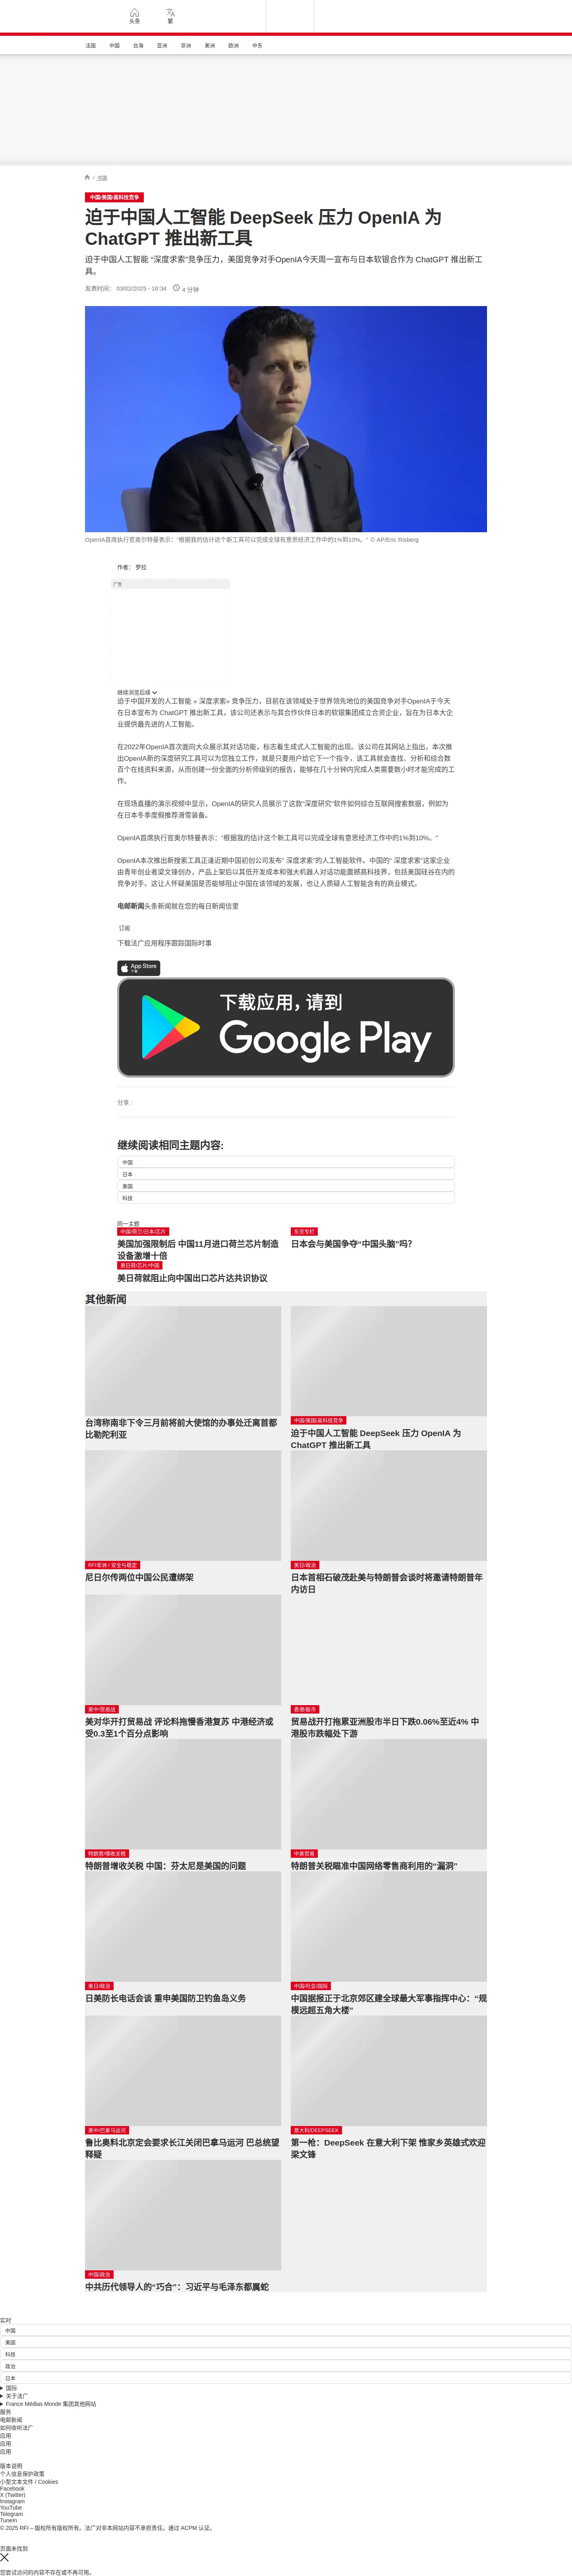 头条
繁
法国 中国 台海 亚洲 非洲 美洲 欧洲 中东
/ 中国
中国/美国/高科技竞争
迫于中国人工智能 DeepSeek 压力 OpenIA 为
ChatGPT 推出新工具
迫于中国人工智能 “深度求索”竞争压力，美国竞争对手OpenIA今天周一宣布与日本软银合作为 ChatGPT 推出新工
具。
发表时间： 03/02/2025 - 16:34 4 分钟
OpenIA首席执行官奥尔特曼表示：“根据我的估计这个新工具可以完成全球有意思经济工作中的1%到10%。” © AP/Eric Risberg
作者： 罗拉
广告
继续浏览后续
迫于中国开发的人工智能 « 深度求索» 竞争压力，目前在该领域处于世界领先地位的美国竞争对手OpenIA于今天
在日本宣布为 ChatGPT 推出新工具，该公司还表示与其合作伙伴日本的软银集团成立合资企业，旨在为日本大企
业提供最先进的人工智能。
在2022年OpenIA首次面向大众展示其对话功能，标志着生成式人工智能的出现。该公司在其网站上指出，本次推
出OpenIA新的深度研究工具可以为您独立工作，就是只要用户给它下一个指令，该工具就会查找、分析和综合数
百个在线资料来源，从而创建一份全面的分析师级别的报告，能够在几十分钟内完成人类需要数小时才能完成的工
作。
在现场直播的演示视频中显示，OpenIA的研究人员展示了这款“深度研究“软件如何综合互联网搜索数据，例如为
在日本冬季度假推荐滑雪装备。
OpenIA首席执行官奥尔特曼表示：“根据我的估计这个新工具可以完成全球有意思经济工作中的1%到10%。”
OpenIA本次推出新搜索工具正逢近期中国初创公司发布“ 深度求索”的人工智能软件。中国的“ 深度求索”这家企业
由青年创业者梁文锋创办，产品上架后以其低开发成本和强大机器人对话功能震撼高科技界，包括美国硅谷在内的
竞争对手。这让人怀疑美国是否能够阻止中国在该领域的发展，也让人质疑人工智能含有的商业模式。
电邮新闻头条新闻就在您的每日新闻信里
订阅
下载法广应用程序跟踪国际时事
App Store
下载
下载应用，请到
Google Play
分享 :
继续阅读相同主题内容:
中国
日本
美国
科技
同一主题
中国/荷兰/日本/芯片
美国加强限制后 中国11月进口荷兰芯片制造
设备激增十倍
东京专栏
日本会与美国争夺“中国头脑”吗?
美日荷/芯片/中国
美日荷就阻止向中国出口芯片达共识协议
其他新闻
台湾称南非下令三月前将前大使馆的办事处迁离首都
比勒陀利亚
中国/美国/高科技竞争
迫于中国人工智能 DeepSeek 压力 OpenIA 为
ChatGPT 推出新工具
RFI非洲 / 安全与稳定
尼日尔传两位中国公民遭绑架
美日/政治
日本首相石破茂赴美与特朗普会谈时将邀请特朗普年
内访日
美中/贸易战
美对华开打贸易战 评论料拖慢香港复苏 中港经济或
受0.3至1个百分点影响
香港/股市
贸易战开打拖累亚洲股市半日下跌0.06%至近4% 中
港股市跌幅处下游
特朗普/增收关税
特朗普增收关税 中国：芬太尼是美国的问题
中美贸易
特朗普关税瞄准中国网络零售商利用的“漏洞”
美日/政治
日美防长电话会谈 重申美国防卫钓鱼岛义务
中国/社会/国际
中国据报正于北京郊区建全球最大军事指挥中心：“规
模远超五角大楼”
美中/巴拿马运河
鲁比奥料北京定会要求长江关闭巴拿马运河 巴总统望
释疑
意大利/DEEPSEEK
第一枪：DeepSeek 在意大利下架 惟家乡英雄式欢迎
梁文锋
中国/政治
中共历代领导人的“巧合”：习近平与毛泽东都属蛇
实时
中国
美国
科技
政治
日本
国际
关于法广
France Médias Monde 集团其他网站
服务
电邮新闻
如何收听法广
应用
应用
应用
版本说明
个人信息保护政策
小型文本文件 / Cookies
Facebook
X (Twitter)
Instagram
YouTube
Telegram
TuneIn
© 2025 RFI – 版权所有版权所有。法广对非本网站内容不承担责任。通过 ACPM 认证。
页面未找到
您尝试访问的内容不存在或不再可用。